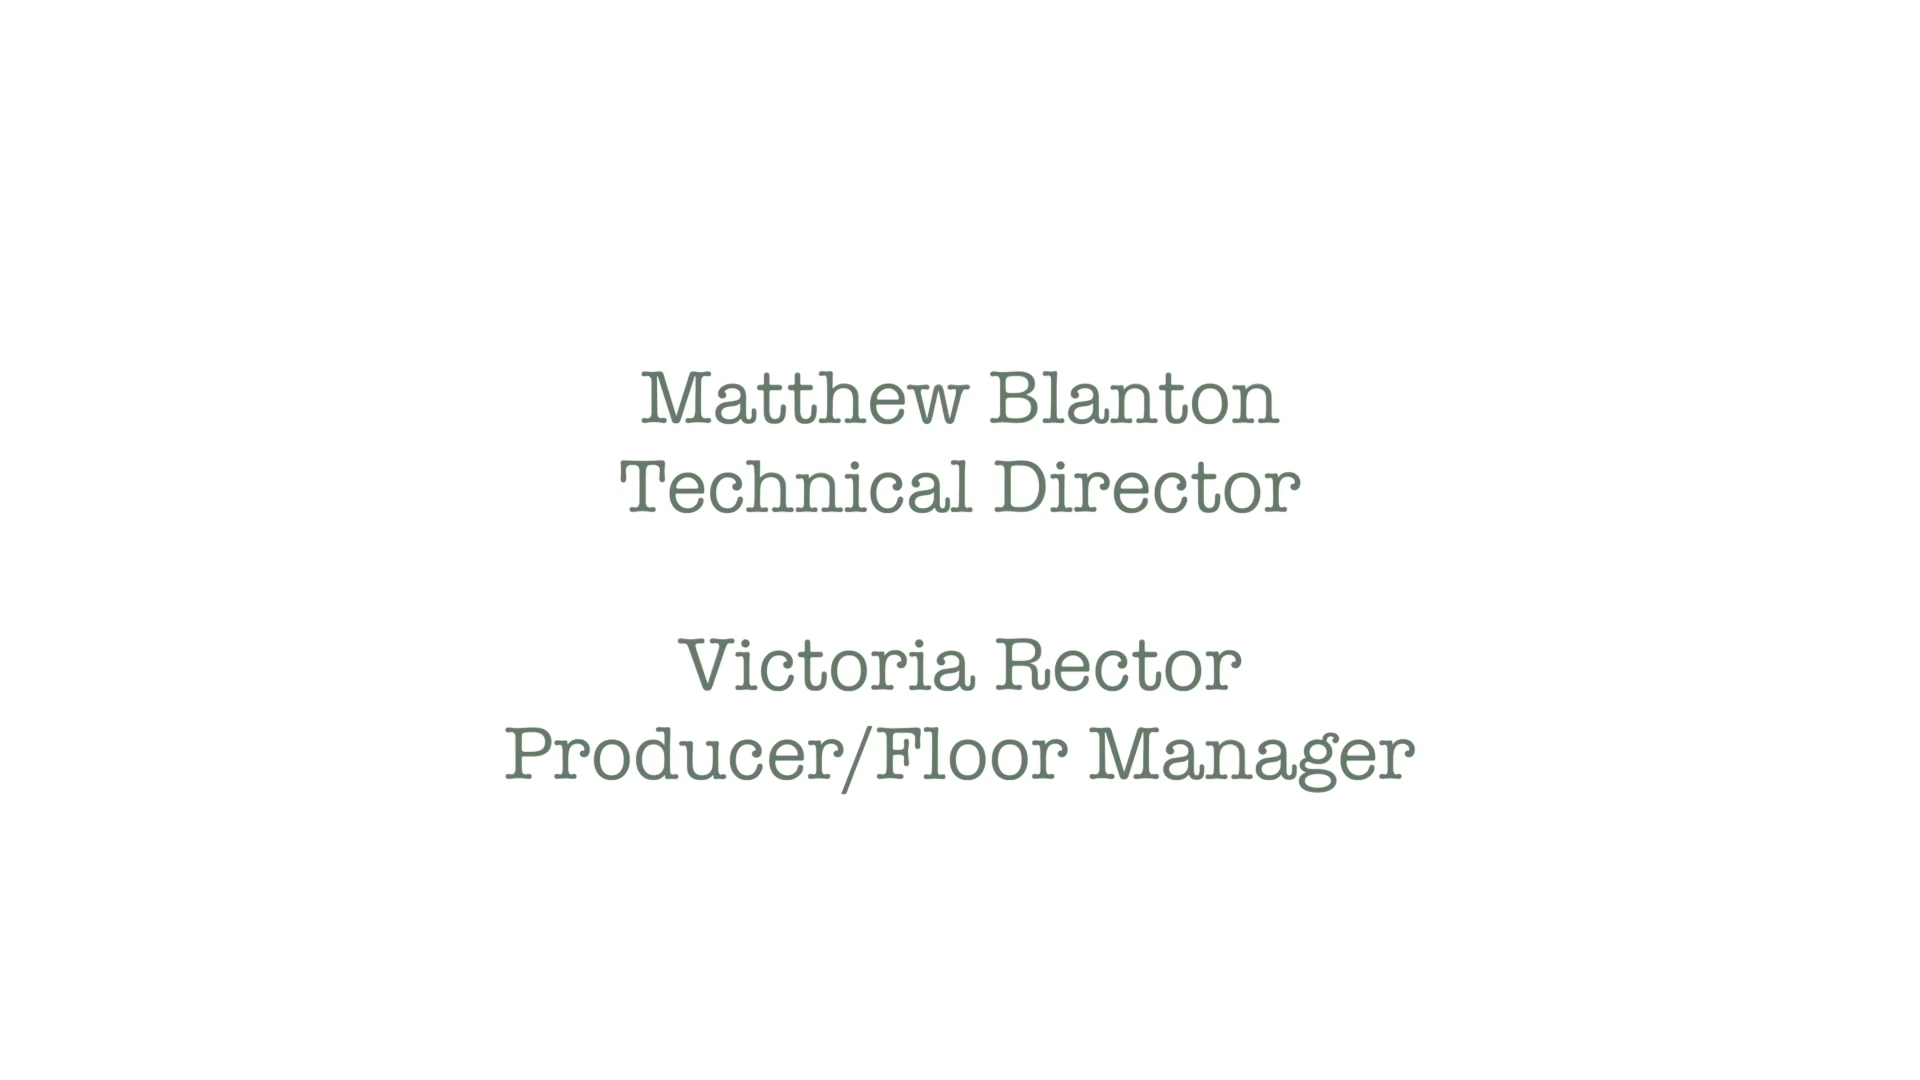 Matthew Blanton
Technical Director
Victoria Rector
Producer/Floor Manager